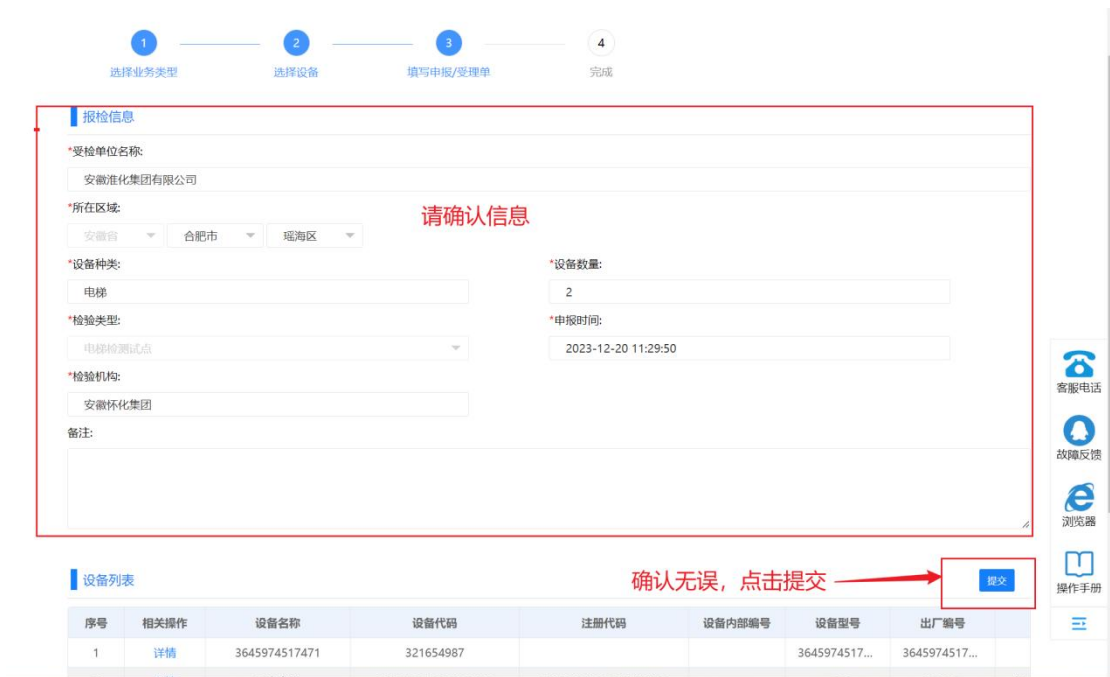 1 2 3 4
选择业务类型 选择设备 填写申报/受理单 完成
报检信息
*受检单位名称:
安徽淮化集团有限公司
*所在区域:
请确认信息
安徽省 合肥市 瑶海区
*设备种类: *设备数量:
电梯 2
*检验类型: *申报时间:
电梯检测试点 2023-12-20 11:29:50
*检验机构:
安徽怀化集团
备注:
客服电话
故障反馈
浏览器
操作手册
设备列表 确认无误，点击提交 提交
序号 相关操作 设备名称 设备代码 注册代码 设备内部编号 设备型号 出厂编号
1 详情 3645974517471 321654987 3645974517... 3645974517...